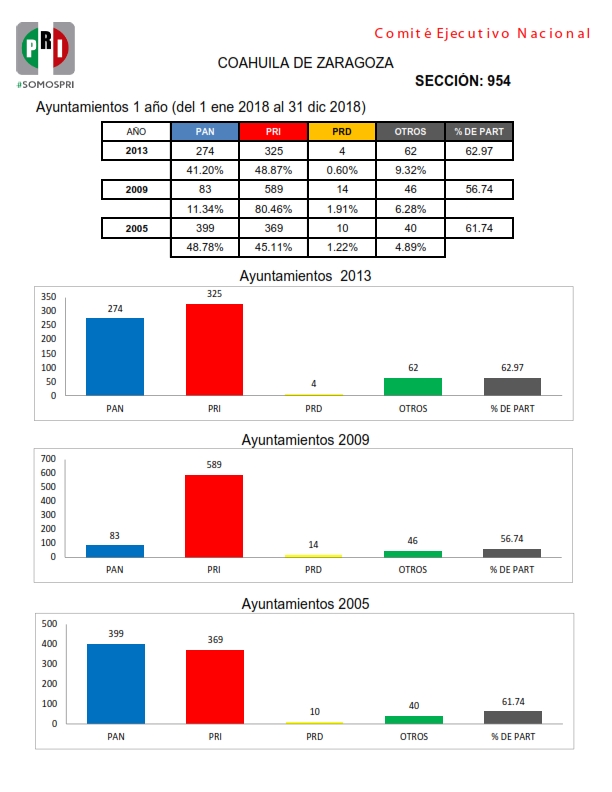 Comité Ejecutivo Nacional
PRI
#SOMOSPRI
COAHUILA DE ZARAGOZA
SECCIÓN: 954
Ayuntamientos 1 año (del 1 ene 2018 al 31 dic 2018)
AÑO PAN PRI PRD OTROS % DE PART
2013 274 325 4 62 62.97
41.20% 48.87% 0.60% 9.32%
2009 83 589 14 46 56.74
11.34% 80.46% 1.91% 6.28%
2005 399 369 10 40 61.74
48.78% 45.11% 1.22% 4.89%
Ayuntamientos 2013
350
300
250
200
150
100
50
0
274 325 4 62 62.97
PAN PRI PRD OTROS % DE PART
Ayuntamientos 2009
700
600
500
400
300
200
100
0
83 589 14 46 56.74
PAN PRI PRD OTROS % DE PART
Ayuntamientos 2005
500
400
300
200
100
0
399 369 10 40 61.74
PAN PRI PRD OTROS % DE PART